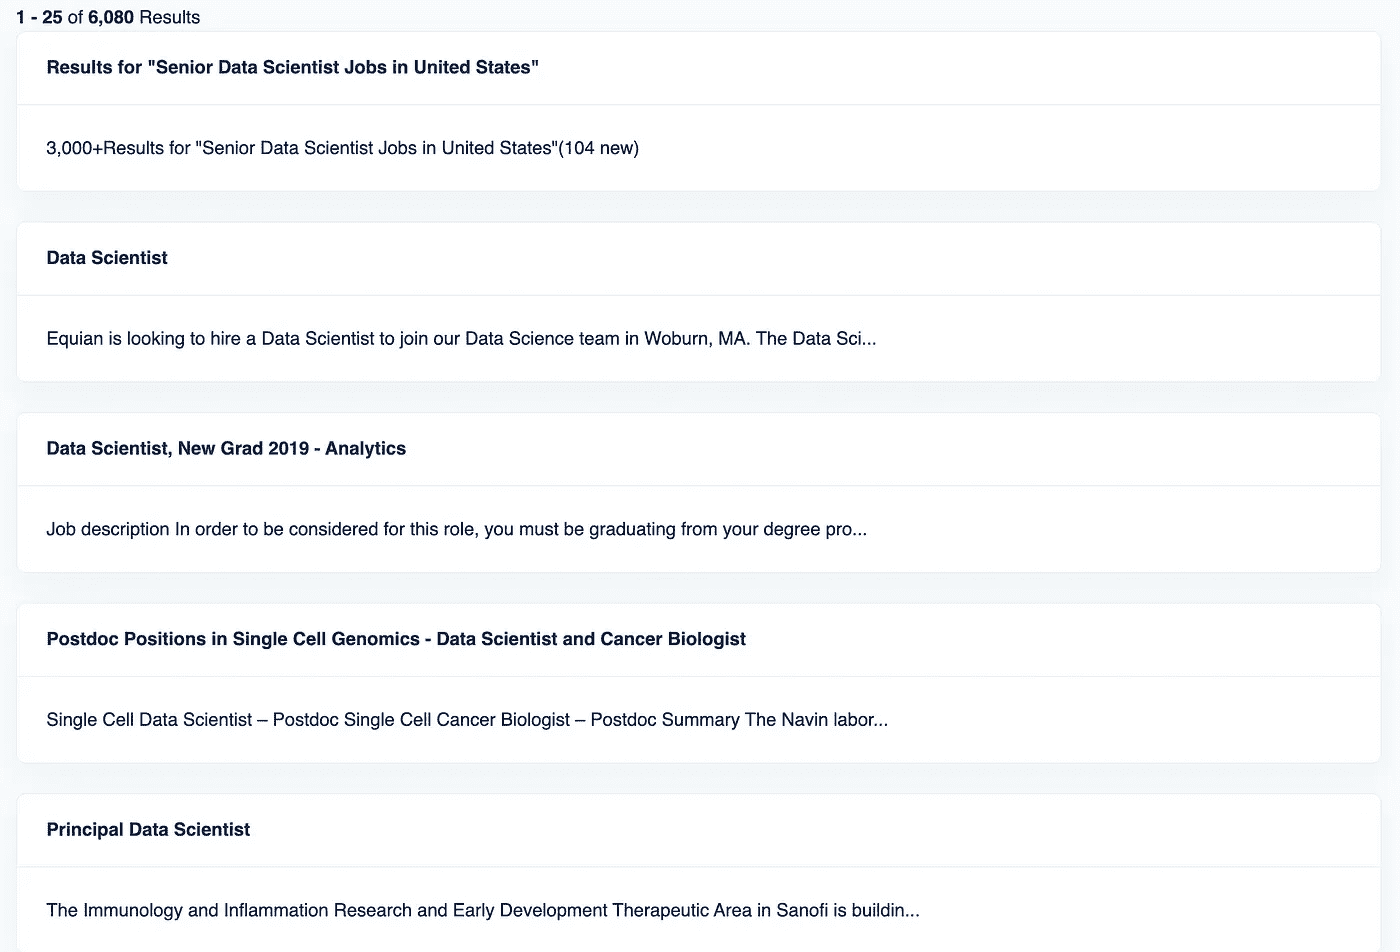 1 - 25 of 6,080 Results
Results for "Senior Data Scientist Jobs in United States"
3,000+Results for "Senior Data Scientist Jobs in United States"(104 new)
Data Scientist
Equian is looking to hire a Data Scientist to join our Data Science team in Woburn, MA. The Data Sci...
Data Scientist, New Grad 2019 - Analytics
Job description In order to be considered for this role, you must be graduating from your degree pro...
Postdoc Positions in Single Cell Genomics - Data Scientist and Cancer Biologist
Single Cell Data Scientist – Postdoc Single Cell Cancer Biologist – Postdoc Summary The Navin labor...
Principal Data Scientist
The Immunology and Inflammation Research and Early Development Therapeutic Area in Sanofi is buildin...